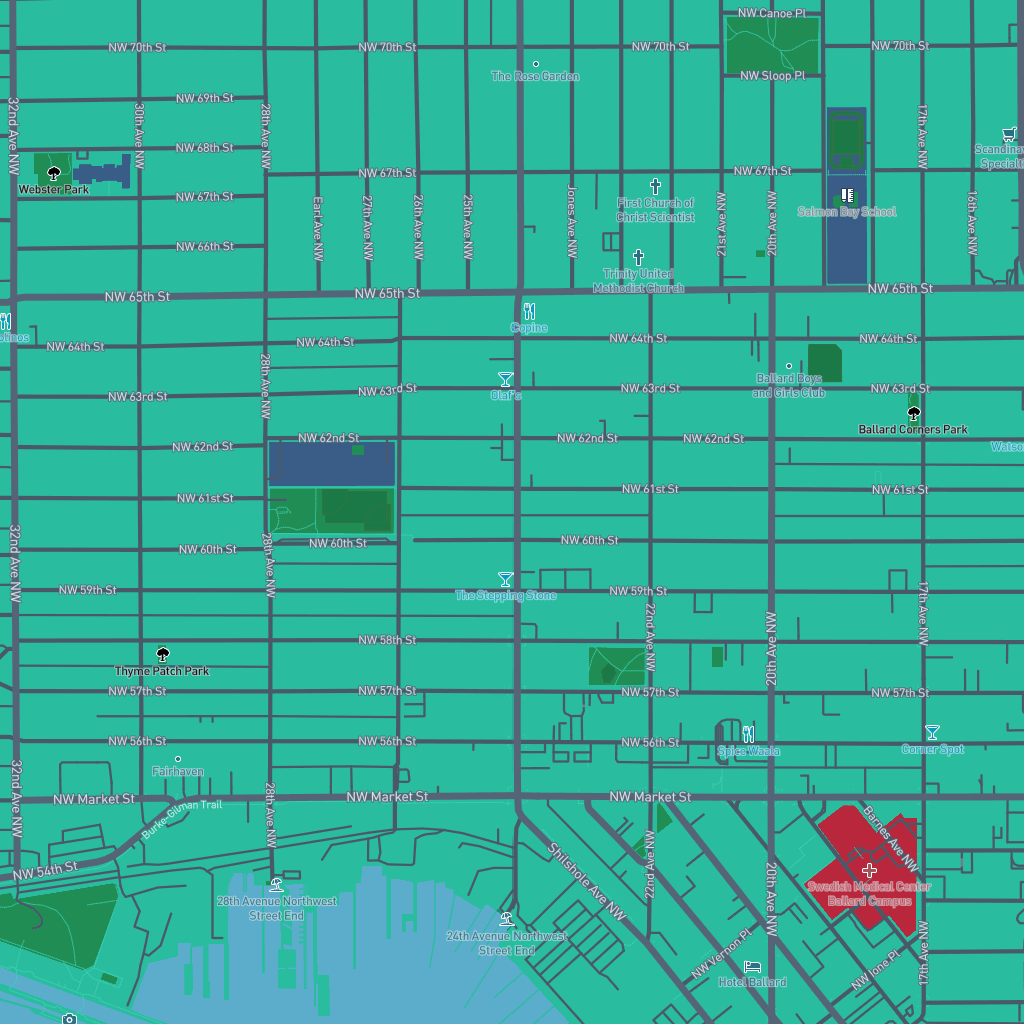 NW Canoe Pl
NW 70th St
NW 70th St
NW 70th St
NW 70th St
The Rose Garden
NW Sloop Pl
NW 69th St
32nd Ave NW
30th Ave NW
28th Ave NW
17th Ave NW
NW 68th St
Webster Park
NW 67th St
NW 67th St
NW 67th St
First Church of
Christ Scientist
Salmon Bay School
Earl Ave NW
27th Ave NW
26th Ave NW
25th Ave NW
Jones Ave NW
21st Ave NW
20th Ave NW
16th Ave NW
NW 66th St
Trinity United
Methodist Church
NW 65th St
NW 65th St
NW 65th St
Copine
NW 64th St
NW 64th St
NW 64th St
NW 64th St
28th Ave NW
Olaf's
Ballard Boys
and Girls Club
NW 63rd St
NW 63rd St
NW 63rd St
NW 63rd St
Ballard Corners Park
NW 62nd St
NW 62nd St
NW 62nd St
NW 62nd St
NW 61st St
NW 61st St
NW 61st St
32nd Ave NW
28th Ave NW
NW 60th St
NW 60th St
NW 60th St
NW 59th St
The Stepping Stone
NW 59th St
22nd Ave NW
20th Ave NW
17th Ave NW
NW 58th St
Thyme Patch Park
NW 57th St
NW 57th St
NW 57th St
NW 57th St
NW 56th St
NW 56th St
NW 56th St
Spice Waala
Corner Spot
Fairhaven
32nd Ave NW
28th Ave NW
NW Market St
NW Market St
NW Market St
Burke-Gilman Trail
Barnes Ave NW
NW 54th St
Shilshole Ave NW
22nd Ave NW
20th Ave NW
Swedish Medical Center
Ballard Campus
28th Avenue Northwest
Street End
24th Avenue Northwest
Street End
NW Vernon Pl
NW Ione Pl
17th Ave NW
Hotel Ballard